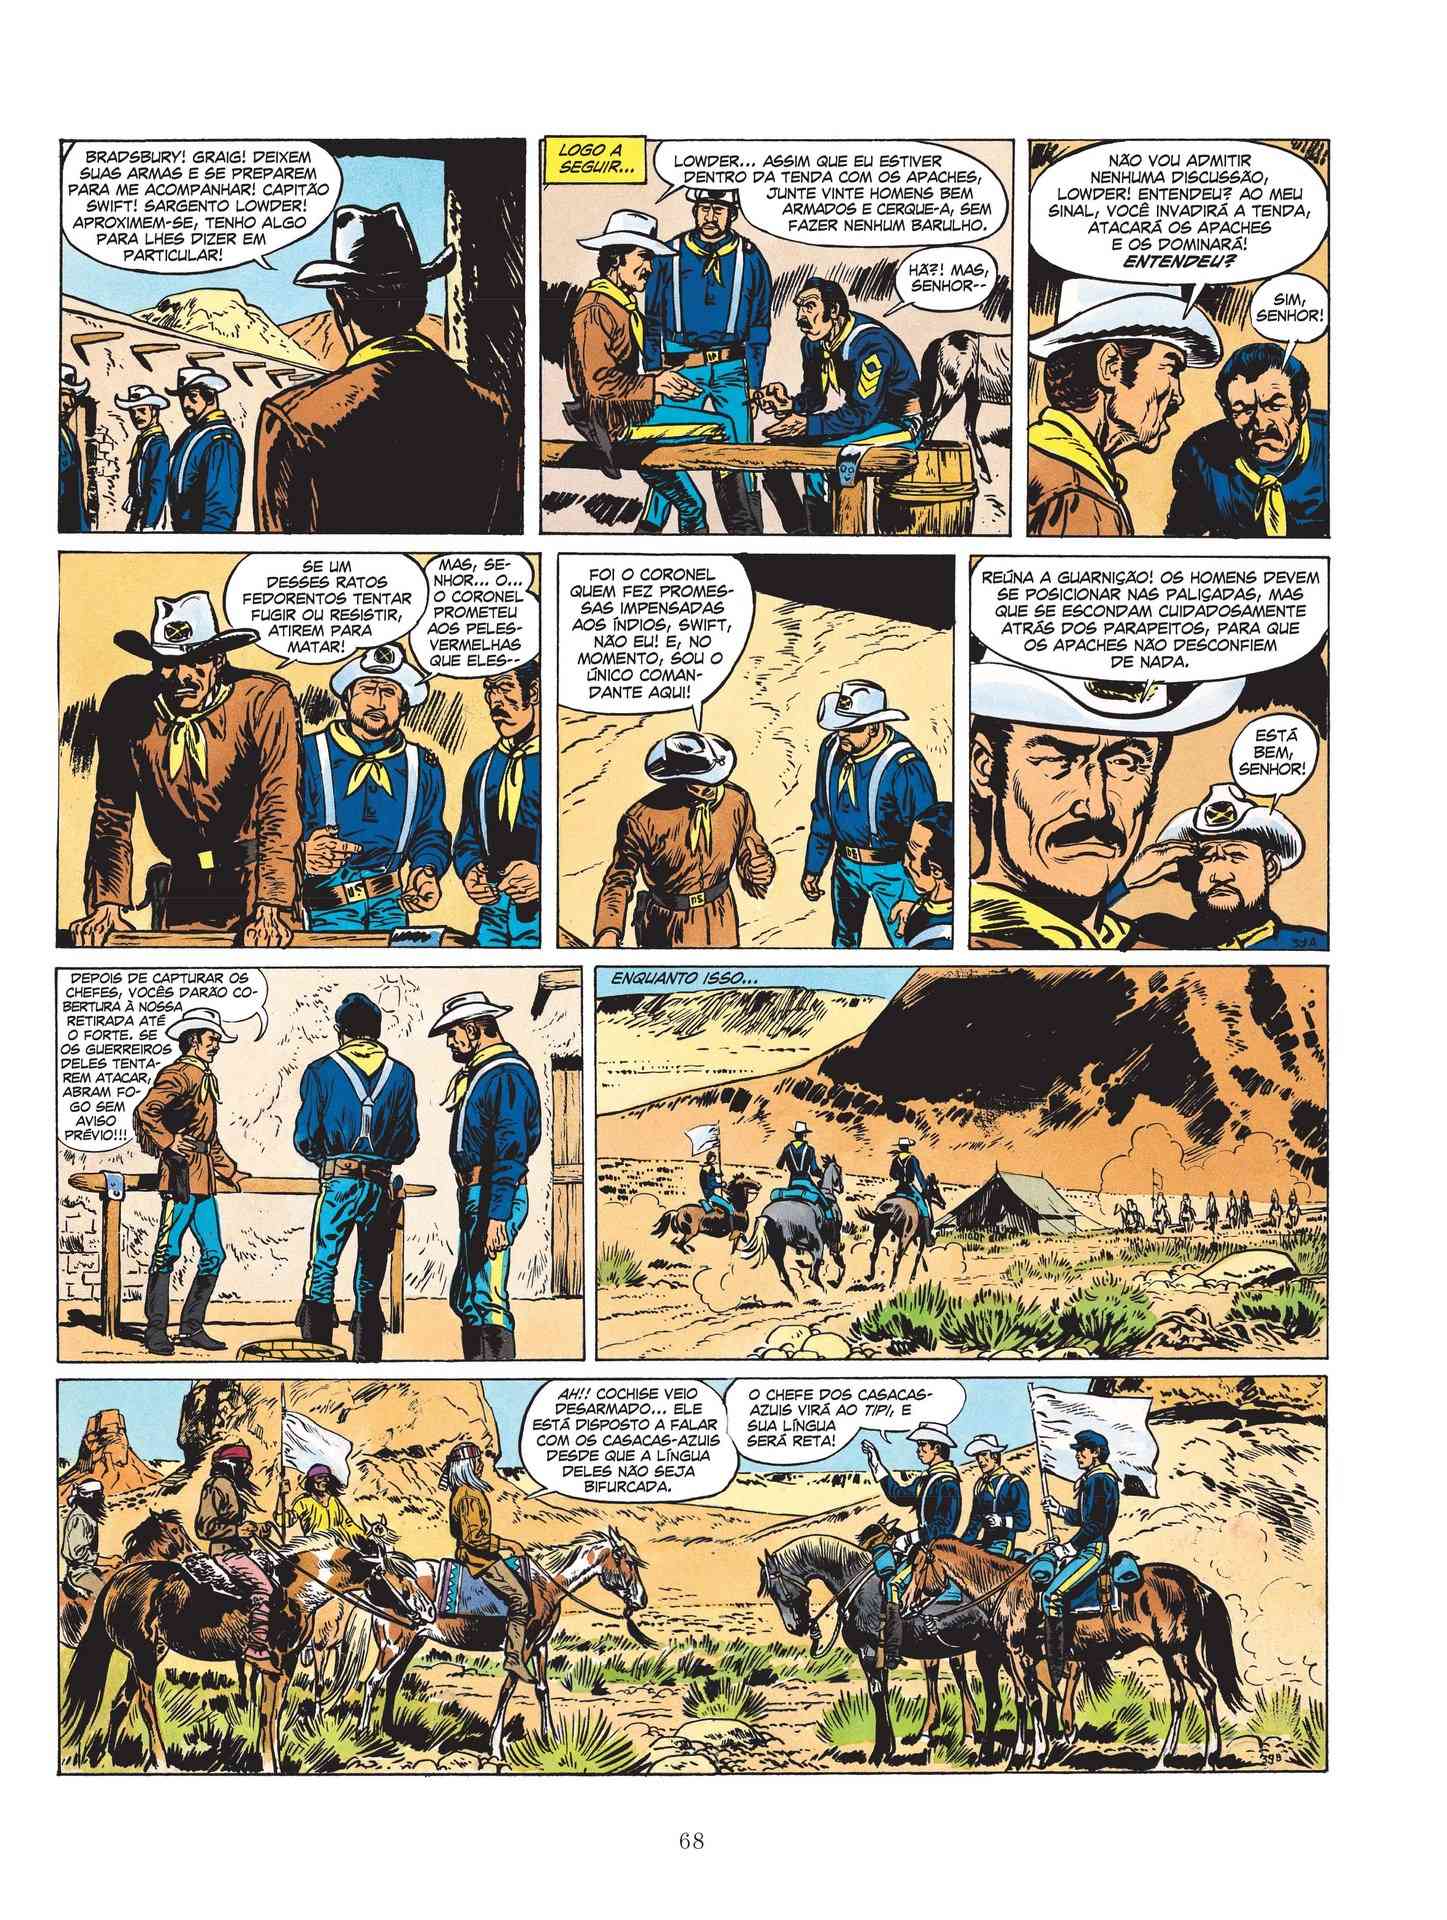 BRADSBURY! GRAIG! DEIXEM
SUAS ARMAS E SE PREPAREM
PARA ME ACOMPANHAR! CAPITÃO
SWIFT! SARGENTO LOWDER!
APROXIMEM-SE, TENHO ALGO
PARA LHES DIZER EM
PARTICULAR!
LOGO A
SEGUIR...
LOWDER... ASSIM QUE EU ESTIVER
DENTRO DA TENDA COM OS APACHES,
JUNTE VINTE HOMENS BEM
ARMADOS E CERQUE-A, SEM
FAZER NENHUM BARULHO.
HÃ?! MAS,
SENHOR--
NÃO VOU ADMITIR
NENHUMA DISCUSSÃO,
LOWDER! ENTENDEU? AO MEU
SINAL, VOCÊ INVADIRÁ A TENDA,
ATACARÁ OS APACHES
E OS DOMINARÁ!
ENTENDEU?
SIM,
SENHOR!
SE UM
DESSES RATOS
FEDORENTOS TENTAR
FUGIR OU RESISTIR,
ATIREM PARA
MATAR!
MAS, SE-
NHOR... O...
O CORONEL
PROMETEU
AOS PELES-
VERMELHAS
QUE ELES--
FOI O CORONEL
QUEM FEZ PROMES-
SAS IMPENSADAS
AOS ÍNDIOS, SWIFT,
NÃO EU! E, NO
MOMENTO, SOU O
ÚNICO COMAN-
DANTE AQUI!
REÚNA A GUARNIÇÃO! OS HOMENS DEVEM
SE POSICIONAR NAS PALIÇADAS, MAS
QUE SE ESCONDAM CUIDADOSAMENTE
ATRÁS DOS PARAPEITOS, PARA QUE
OS APACHES NÃO DESCONFIEM
DE NADA.
ESTÁ
BEM,
SENHOR!
39A
DEPOIS DE CAPTURAR OS
CHEFES, VOCÊS DARÃO CO-
BERTURA À NOSSA
RETIRADA ATÉ
O FORTE. SE
OS GUERREIROS
DELES TENTA-
REM ATACAR,
ABRAM FO-
GO SEM
AVISO
PRÉVIO!!!
ENQUANTO ISSO...
AH!! COCHISE VEIO
DESARMADO... ELE
ESTÁ DISPOSTO A FALAR
COM OS CASACAS-AZUIS
DESDE QUE A LÍNGUA
DELES NÃO SEJA
BIFURCADA.
O CHEFE DOS CASACAS-
AZUIS VIRÁ AO TIPI, E
SUA LÍNGUA
SERÁ RETA!
39B
68